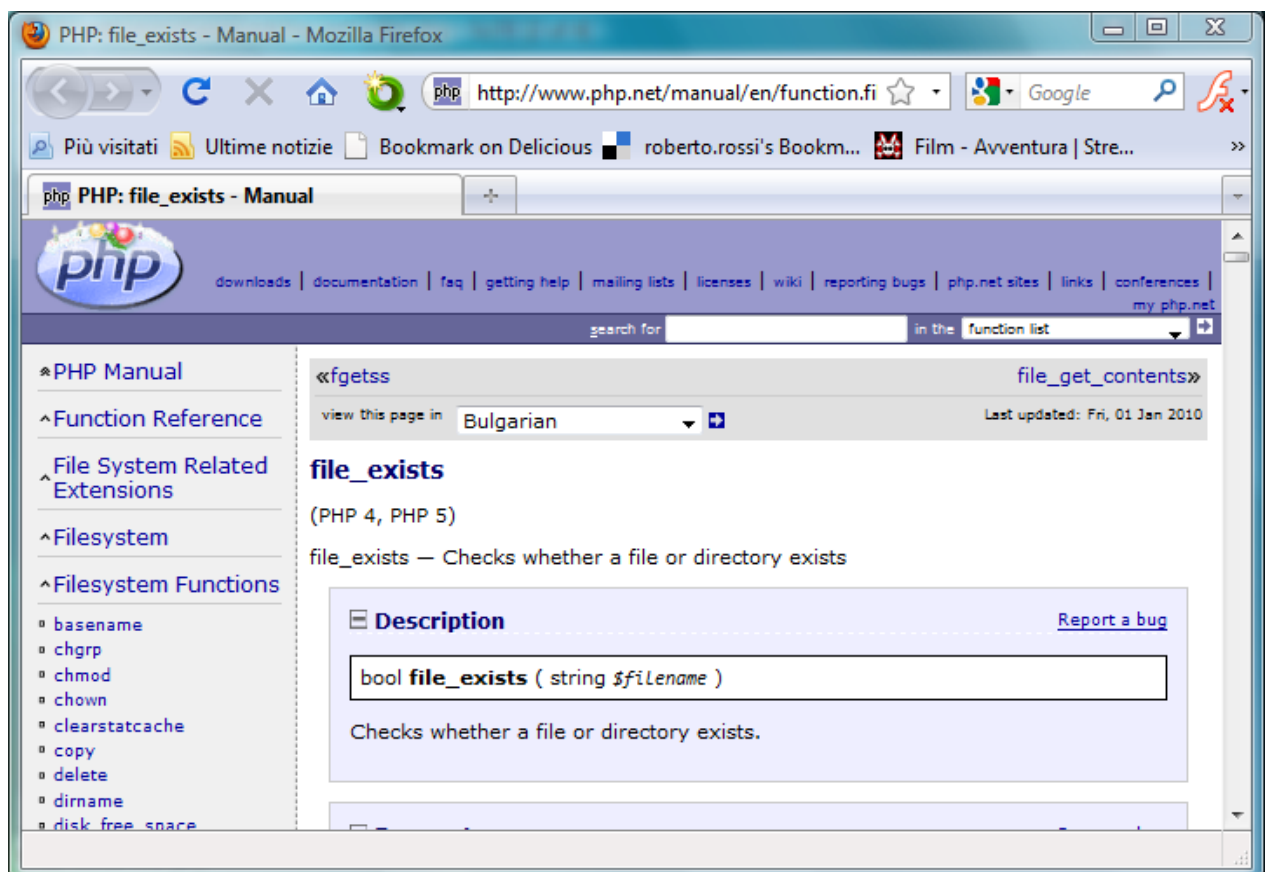 PHP: file_exists - Manual - Mozilla Firefox
php http://www.php.net/manual/en/function.fi Google
Più visitati Ultime notizie Bookmark on Delicious roberto.rossi's Bookm... Film - Avventura | Stre... »
php PHP: file_exists - Manu
php
downloads | documentation | faq | getting help | mailing lists | licenses | wiki | reporting bugs | php.net sites | links | conferences |
my php.net
search for in the function list
PHP Manual
Function Reference
File System Related
Extensions
Filesystem
Filesystem Functions
basename
chgrp
chmod
chown
clearstatcache
copy
delete
dirname
disk_free_space
«fgetss file_get_contents»
view this page in Bulgarian Last updated: Fri, 01 Jan 2010
file_exists
(PHP 4, PHP 5)
file_exists — Checks whether a file or directory exists
Description Report a bug
bool file_exists ( string $filename )
Checks whether a file or directory exists.